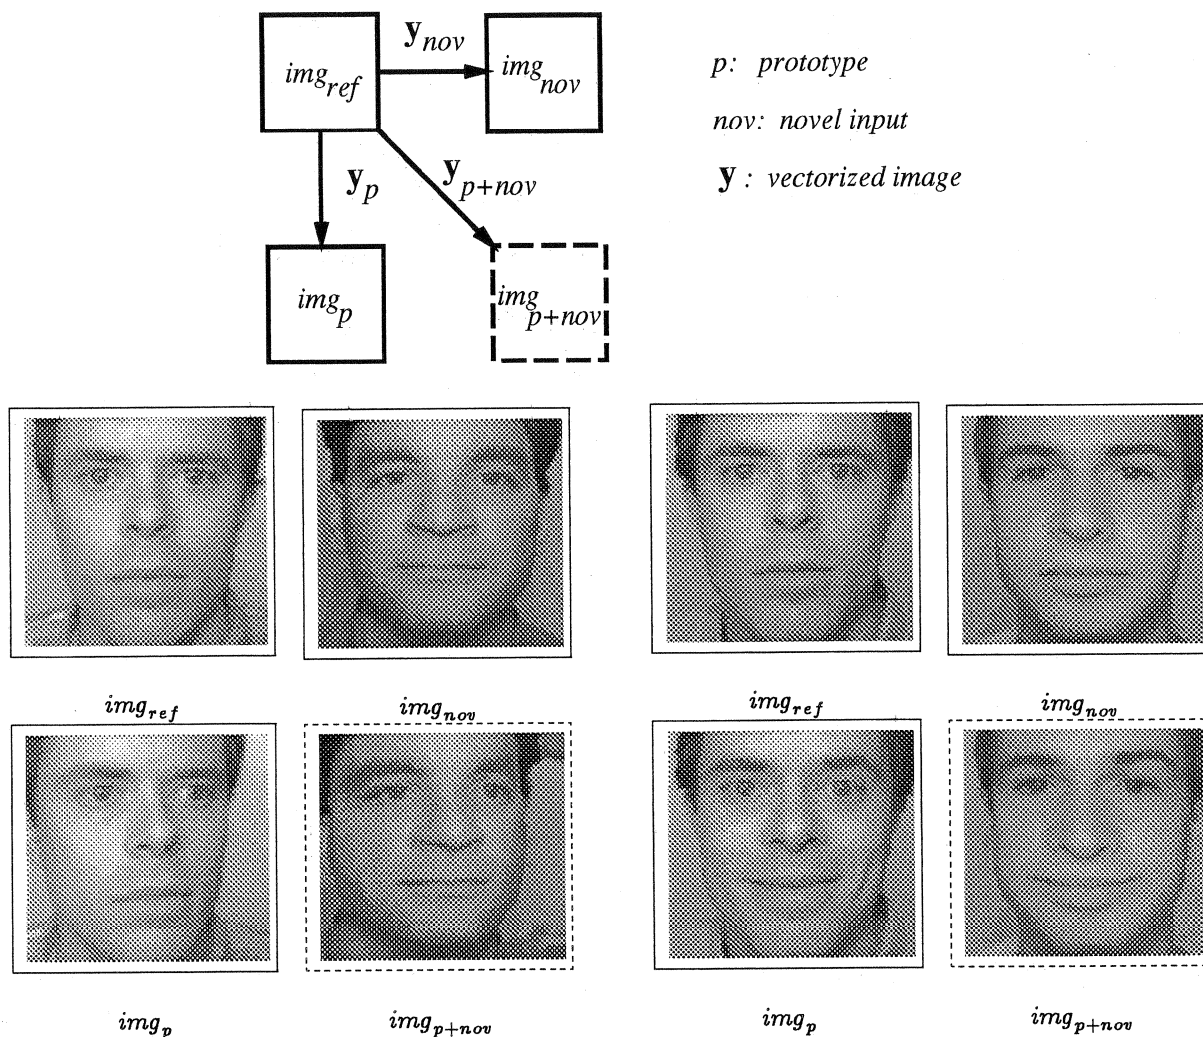 y_nov
img_ref
img_nov
p: prototype
nov: novel input
y_p
y_p+nov
y : vectorized image
img_p
img_p+nov
img_ref
img_nov
img_ref
img_nov
img_p
img_p+nov
img_p
img_p+nov